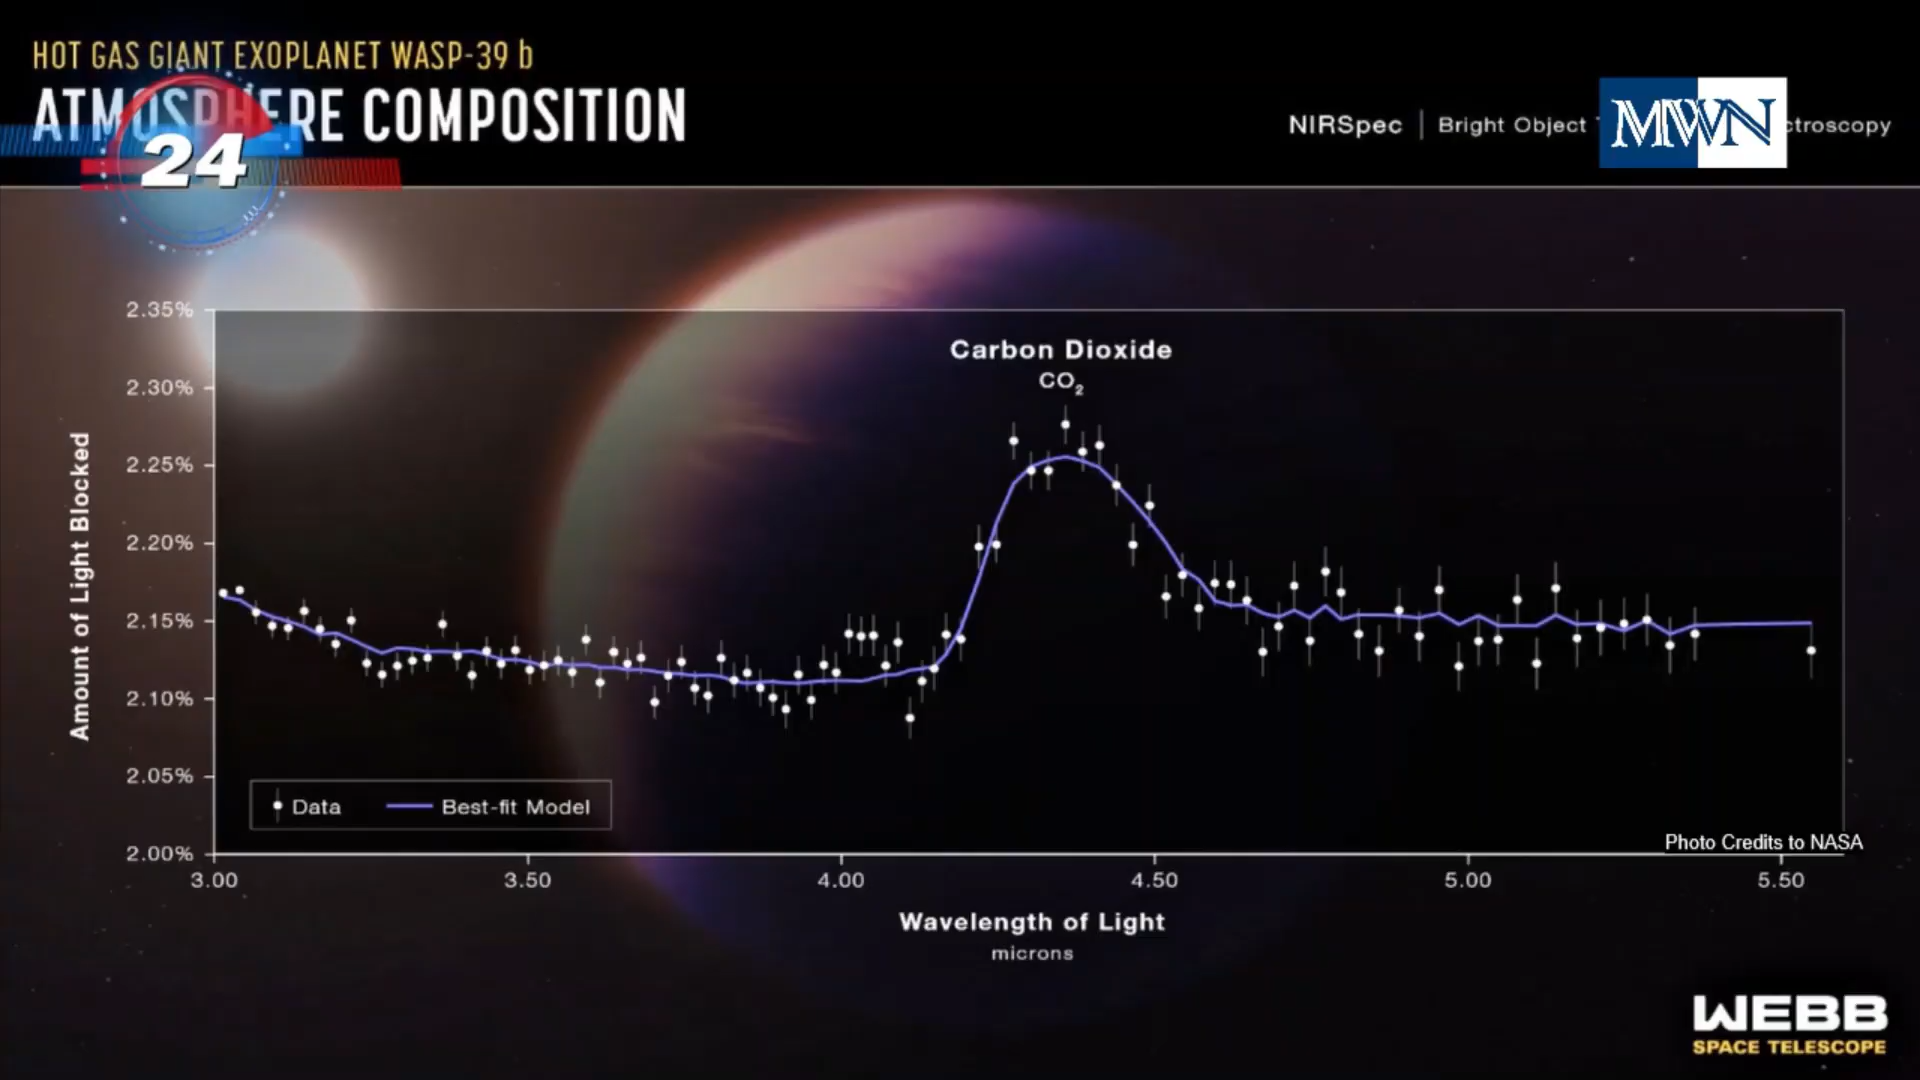 HOT GAS GIANT EXOPLANET WASP-39 b
ATMOSPHERE COMPOSITION
24
NIRSpec | Bright Object
MWN
ctroscopy
2.35%
2.30%
2.25%
2.20%
2.15%
2.10%
2.05%
2.00%
Amount of Light Blocked
Carbon Dioxide
CO₂
Data
Best-fit Model
Photo Credits to NASA
3.00 3.50 4.00 4.50 5.00 5.50
Wavelength of Light
microns
WEBB
SPACE TELESCOPE